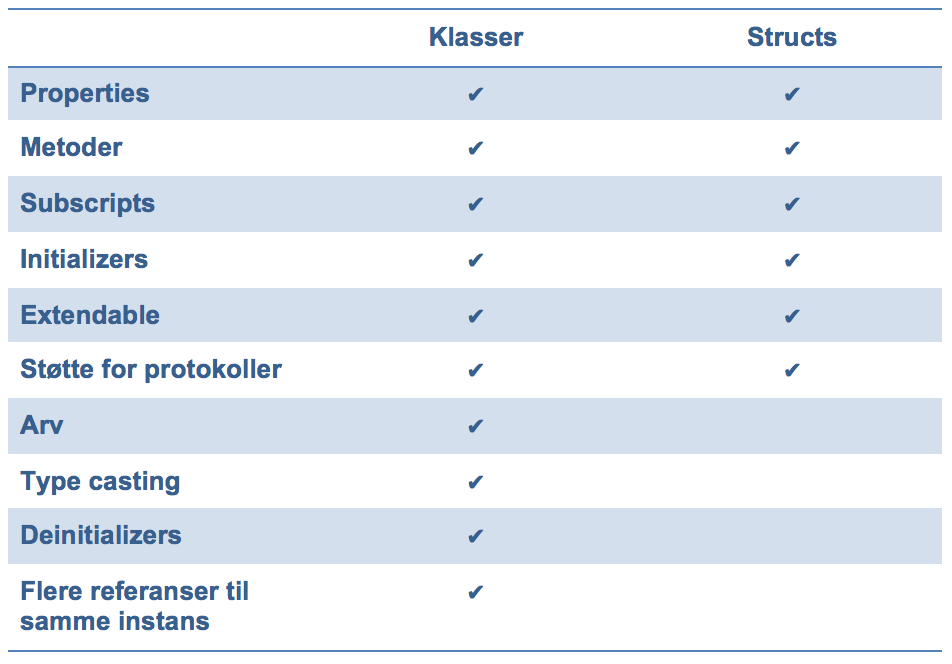 Klasser Structs
Properties ✔ ✔
Metoder ✔ ✔
Subscripts ✔ ✔
Initializers ✔ ✔
Extendable ✔ ✔
Støtte for protokoller ✔ ✔
Arv ✔
Type casting ✔
Deinitializers ✔
Flere referanser til ✔
samme instans